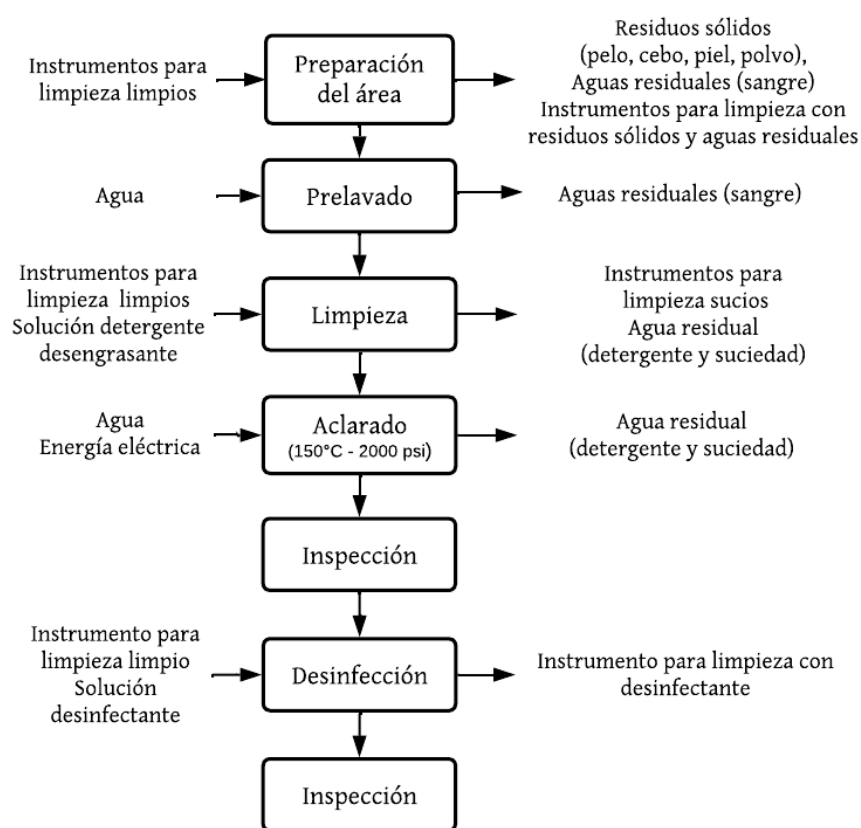 Instrumentos para
limpieza limpios
Preparación
del área
Residuos sólidos
(pelo, cebo, piel, polvo),
Aguas residuales (sangre)
Instrumentos para limpieza con
residuos sólidos y aguas residuales
Agua
Prelavado
Aguas residuales (sangre)
Instrumentos para
limpieza limpios
Solución detergente
desengrasante
Limpieza
Instrumentos para
limpieza sucios
Agua residual
(detergente y suciedad)
Agua
Energía eléctrica
Aclarado
(150°C - 2000 psi)
Agua residual
(detergente y suciedad)
Inspección
Instrumento para
limpieza limpio
Solución
desinfectante
Desinfección
Instrumento para limpieza con
desinfectante
Inspección